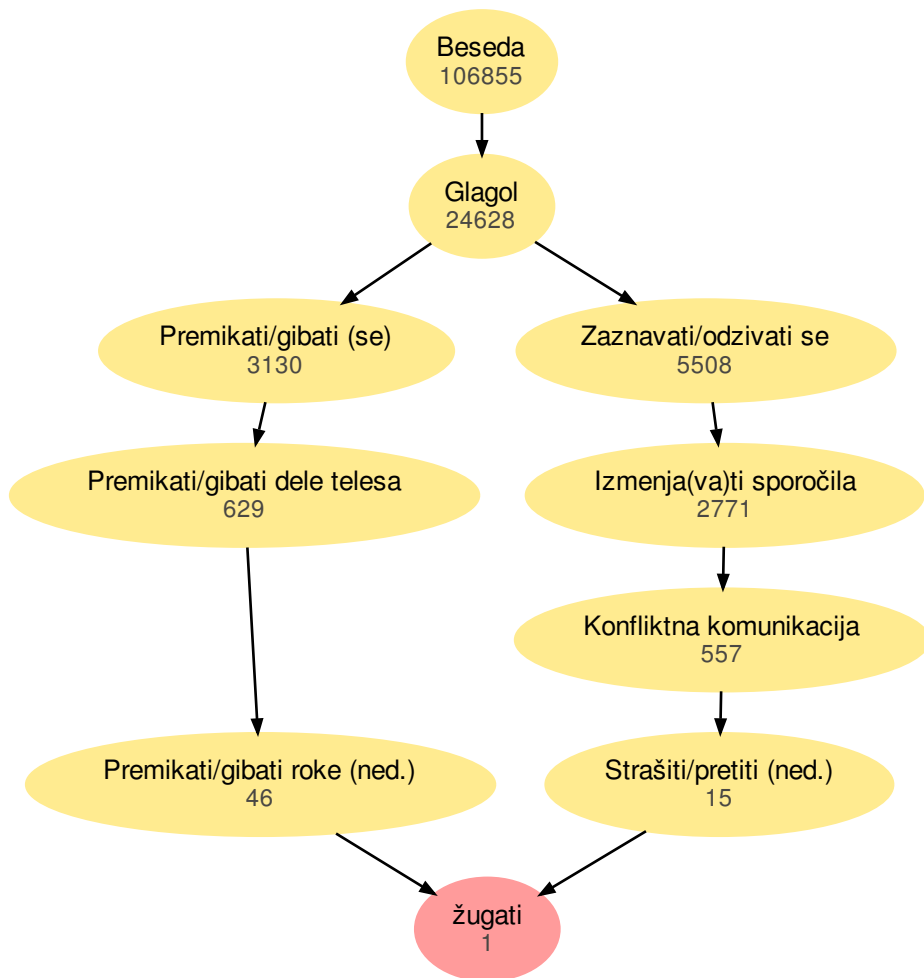 Beseda
106855
Glagol
24628
Premikati/gibati (se)
3130
Zaznavati/odzivati se
5508
Premikati/gibati dele telesa
629
Izmenja(va)ti sporočila
2771
Konfliktna komunikacija
557
Premikati/gibati roke (ned.)
46
Strašiti/pretiti (ned.)
15
žugati
1